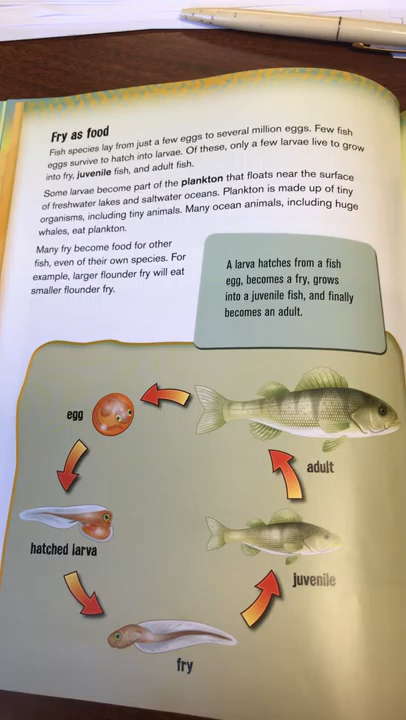 Fry as food
Fish species lay from just a few eggs to several million eggs. Few fish
eggs survive to hatch into larvae. Of these, only a few larvae live to grow
into fry, juvenile fish, and adult fish.
Some larvae become part of the plankton that floats near the surface
of freshwater lakes and saltwater oceans. Plankton is made up of tiny
organisms, including tiny animals. Many ocean animals, including huge
whales, eat plankton.
Many fry become food for other
fish, even of their own species. For
example, larger flounder fry will eat
smaller flounder fry.
A larva hatches from a fish
egg, becomes a fry, grows
into a juvenile fish, and finally
becomes an adult.
egg
adult
hatched larva
juvenile
fry